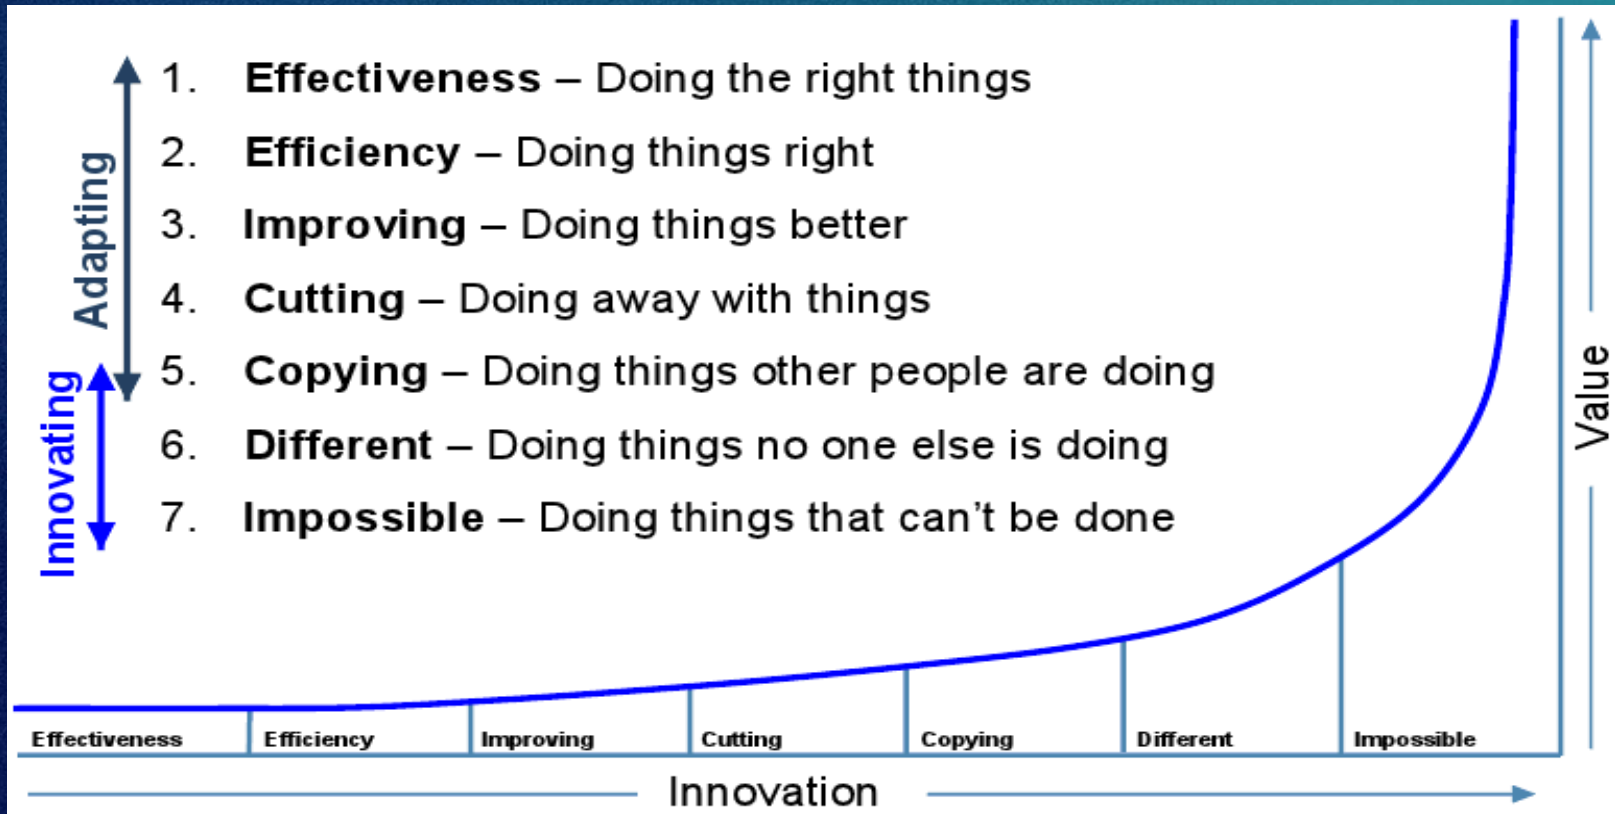 1. Effectiveness – Doing the right things
2. Efficiency – Doing things right
3. Improving – Doing things better
4. Cutting – Doing away with things
5. Copying – Doing things other people are doing
6. Different – Doing things no one else is doing
7. Impossible – Doing things that can't be done
Adapting
Innovating
Value
Effectiveness Efficiency Improving Cutting Copying Different Impossible
Innovation